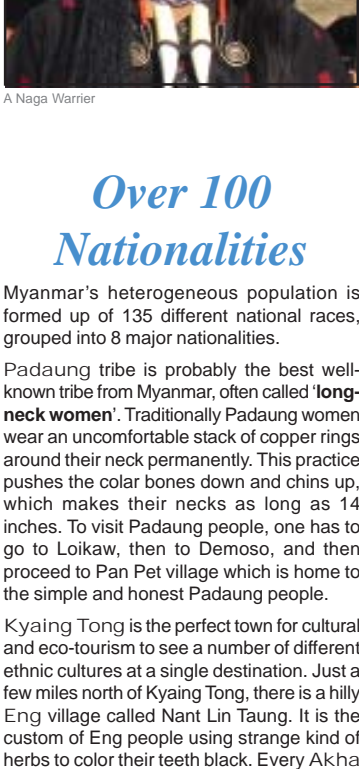 A Naga Warrier
Over 100
Nationalities
Myanmar's heterogeneous population is
formed up of 135 different national races,
grouped into 8 major nationalities.
Padaung tribe is probably the best well-
known tribe from Myanmar, often called 'long-
neck women'. Traditionally Padaung women
wear an uncomfortable stack of copper rings
around their neck permanently. This practice
pushes the colar bones down and chins up,
which makes their necks as long as 14
inches. To visit Padaung people, one has to
go to Loikaw, then to Demoso, and then
proceed to Pan Pet village which is home to
the simple and honest Padaung people.
Kyaing Tong is the perfect town for cultural
and eco-tourism to see a number of different
ethnic cultures at a single destination. Just a
few miles north of Kyaing Tong, there is a hilly
Eng village called Nant Lin Taung. It is the
custom of Eng people using strange kind of
herbs to color their teeth black. Every Akha